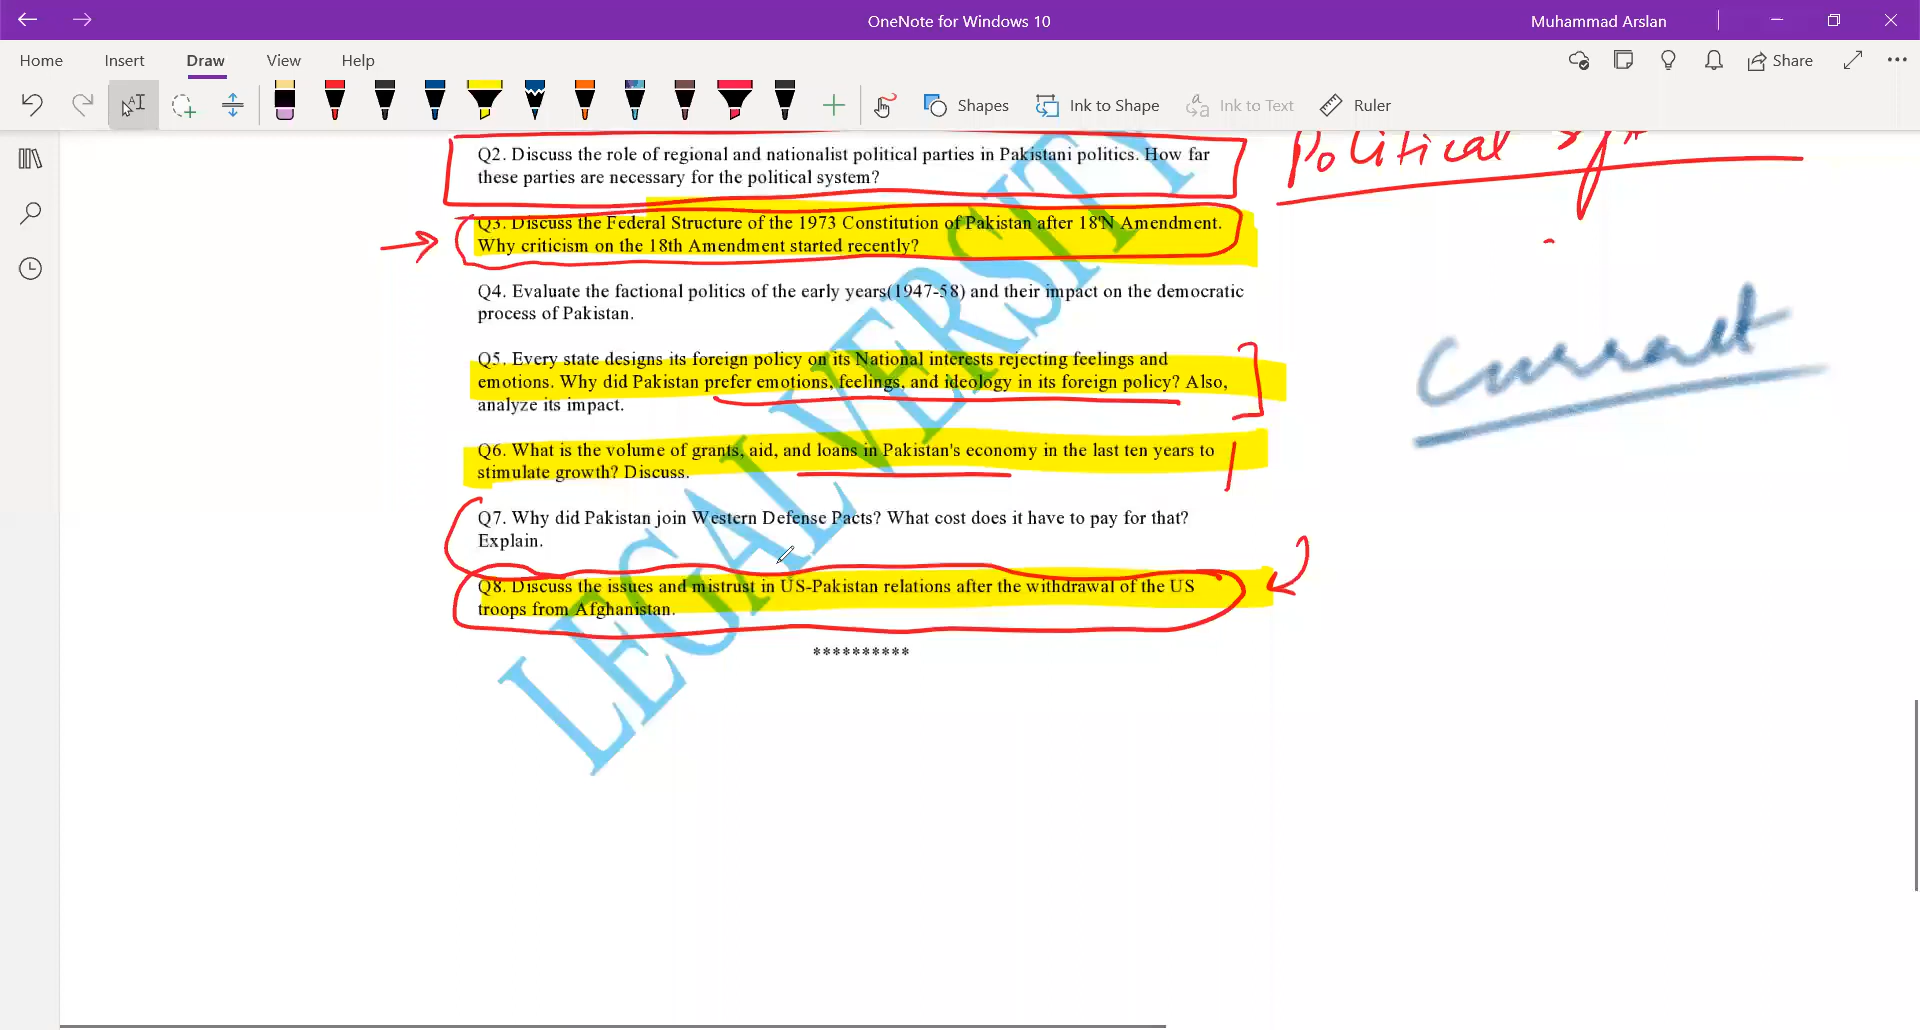 OneNote for Windows 10
Muhammad Arslan
Home Insert Draw View Help
Share
Shapes Ink to Shape Ink to Text Ruler
Political
Q2. Discuss the role of regional and nationalist political parties in Pakistani politics. How far
these parties are necessary for the political system?
Q3. Discuss the Federal Structure of the 1973 Constitution of Pakistan after 18'N Amendment.
Why criticism on the 18th Amendment started recently?
Q4. Evaluate the factional politics of the early years(1947-58) and their impact on the democratic
process of Pakistan.
Current
Q5. Every state designs its foreign policy on its National interests rejecting feelings and
emotions. Why did Pakistan prefer emotions, feelings, and ideology in its foreign policy? Also,
analyze its impact.
Q6. What is the volume of grants, aid, and loans in Pakistan's economy in the last ten years to
stimulate growth? Discuss.
Q7. Why did Pakistan join Western Defense Pacts? What cost does it have to pay for that?
Explain.
Q8. Discuss the issues and mistrust in US-Pakistan relations after the withdrawal of the US
troops from Afghanistan.
**********
LEGAL VERSITY